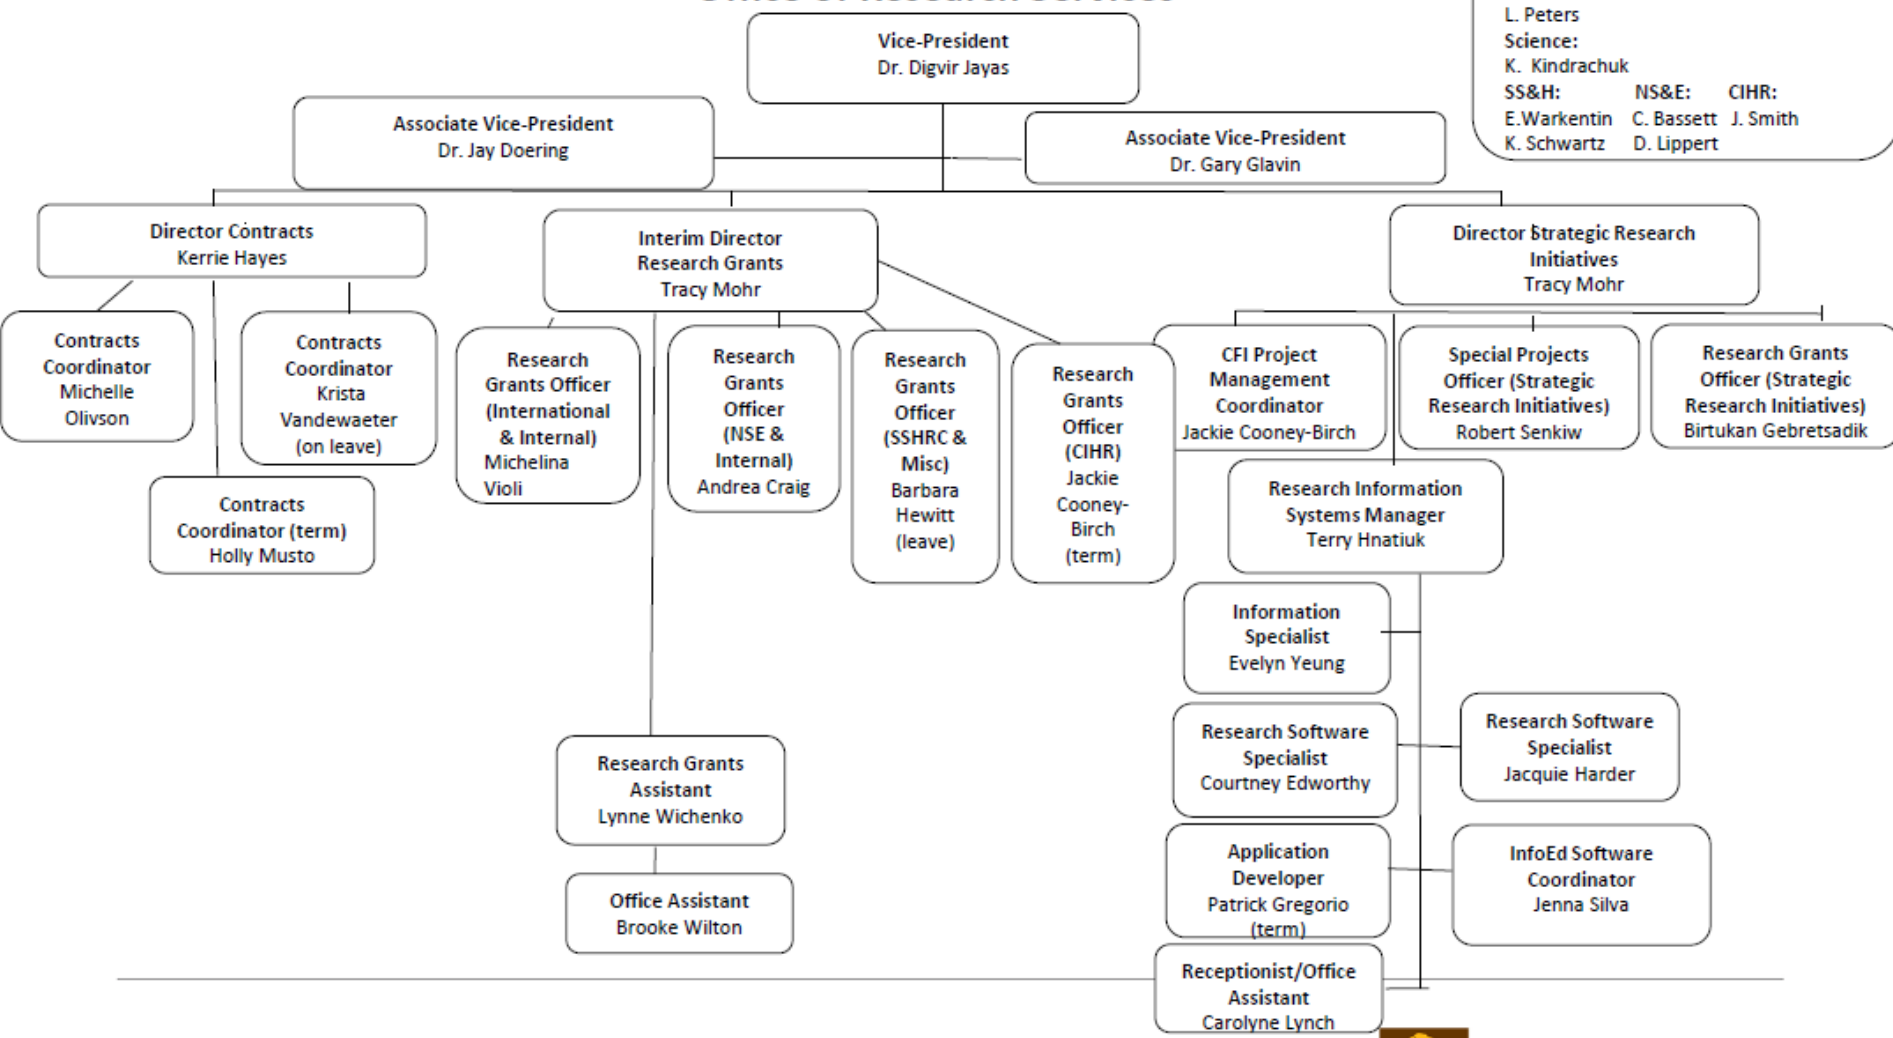 Office of Research Services
L. Peters
Science:
K. Kindrachuk
SS&H: NS&E: CIHR:
E.Warkentin C. Bassett J. Smith
K. Schwartz D. Lippert
Vice-President
Dr. Digvir Jayas
Associate Vice-President
Dr. Jay Doering
Associate Vice-President
Dr. Gary Glavin
Director Contracts
Kerrie Hayes
Interim Director
Research Grants
Tracy Mohr
Director Strategic Research
Initiatives
Tracy Mohr
Contracts
Coordinator
Michelle
Olivson
Contracts
Coordinator
Krista
Vandewaeter
(on leave)
Contracts
Coordinator (term)
Holly Musto
Research
Grants Officer
(International
& Internal)
Michelina
Violi
Research
Grants
Officer
(NSE &
Internal)
Andrea Craig
Research
Grants
Officer
(SSHRC &
Misc)
Barbara
Hewitt
(leave)
Research
Grants
Officer
(CIHR)
Jackie
Cooney-
Birch
(term)
CFI Project
Management
Coordinator
Jackie Cooney-Birch
Special Projects
Officer (Strategic
Research Initiatives)
Robert Senkiw
Research Grants
Officer (Strategic
Research Initiatives)
Birtukan Gebretsadik
Research Information
Systems Manager
Terry Hnatiuk
Information
Specialist
Evelyn Yeung
Research Software
Specialist
Courtney Edworthy
Research Software
Specialist
Jacquie Harder
Research Grants
Assistant
Lynne Wichenko
Application
Developer
Patrick Gregorio
(term)
InfoEd Software
Coordinator
Jenna Silva
Office Assistant
Brooke Wilton
Receptionist/Office
Assistant
Carolyne Lynch